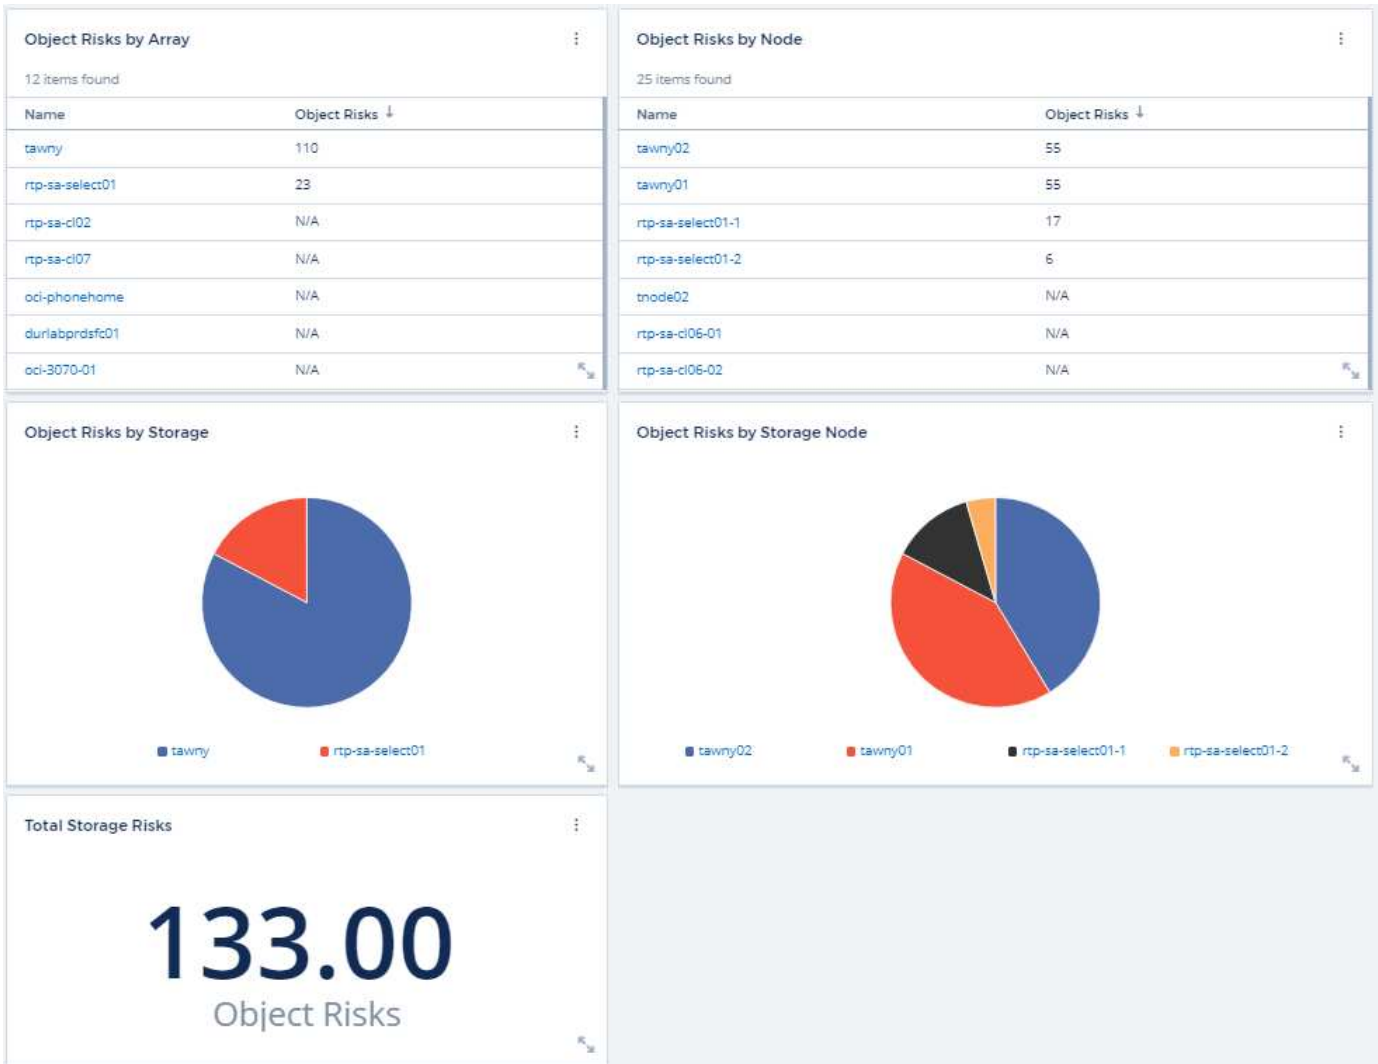 Object Risks by Array
12 items found
Name Object Risks ↓
tawny 110
rtp-sa-select01 23
rtp-sa-cl02 N/A
rtp-sa-cl07 N/A
oci-phonehome N/A
durlabprdsfc01 N/A
oci-3070-01 N/A
Object Risks by Node
25 items found
Name Object Risks ↓
tawny02 55
tawny01 55
rtp-sa-select01-1 17
rtp-sa-select01-2 6
tnode02 N/A
rtp-sa-cl06-01 N/A
rtp-sa-cl06-02 N/A
Object Risks by Storage
tawny rtp-sa-select01
Object Risks by Storage Node
tawny02 tawny01 rtp-sa-select01-1 rtp-sa-select01-2
Total Storage Risks
133.00
Object Risks